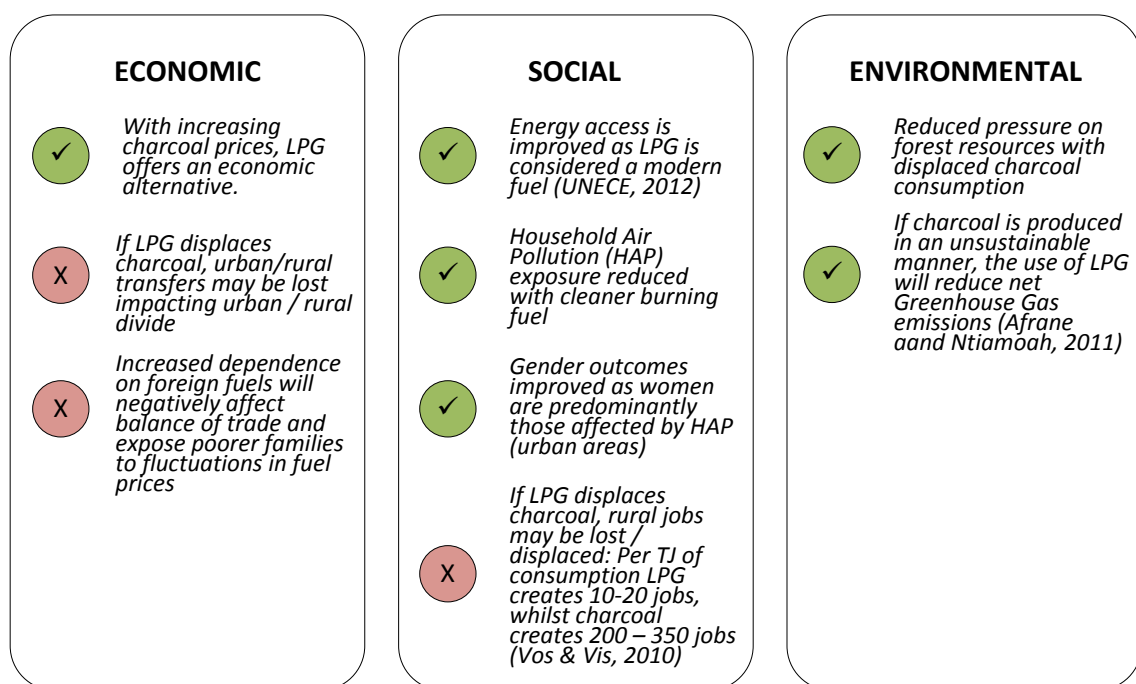 ECONOMIC
✓
With increasing
charcoal prices, LPG
offers an economic
alternative.
X
If LPG displaces
charcoal, urban/rural
transfers may be lost
impacting urban / rural
divide
X
Increased dependence
on foreign fuels will
negatively affect
balance of trade and
expose poorer families
to fluctuations in fuel
prices
SOCIAL
✓
Energy access is
improved as LPG is
considered a modern
fuel (UNECE, 2012)
✓
Household Air
Pollution (HAP)
exposure reduced
with cleaner burning
fuel
✓
Gender outcomes
improved as women
are predominantly
those affected by HAP
(urban areas)
X
If LPG displaces
charcoal, rural jobs
may be lost /
displaced: Per TJ of
consumption LPG
creates 10-20 jobs,
whilst charcoal
creates 200 – 350 jobs
(Vos & Vis, 2010)
ENVIRONMENTAL
✓
Reduced pressure on
forest resources with
displaced charcoal
consumption
✓
If charcoal is produced
in an unsustainable
manner, the use of LPG
will reduce net
Greenhouse Gas
emissions (Afrane
aand Ntiamoah, 2011)